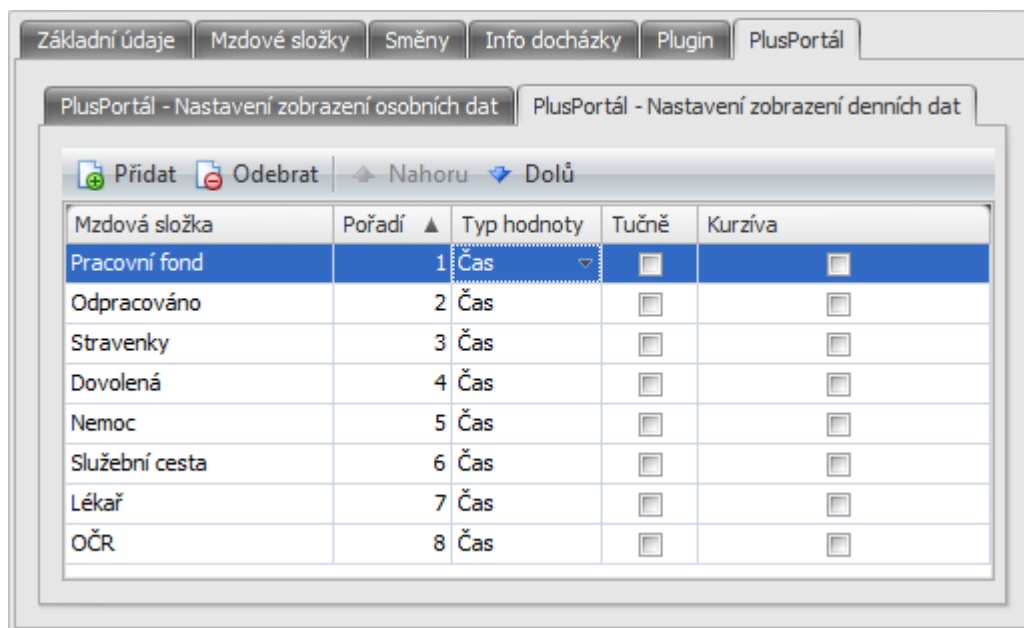 Základní údaje Mzdové složky Směny Info docházky Plugin PlusPortál
PlusPortál - Nastavení zobrazení osobních dat PlusPortál - Nastavení zobrazení denních dat
Přidat Odebrat Nahoru Dolů
Mzdová složka Pořadí Typ hodnoty Tučně Kurzíva
Pracovní fond 1 Čas
Odpracováno 2 Čas
Stravenky 3 Čas
Dovolená 4 Čas
Nemoc 5 Čas
Služební cesta 6 Čas
Lékař 7 Čas
OČR 8 Čas